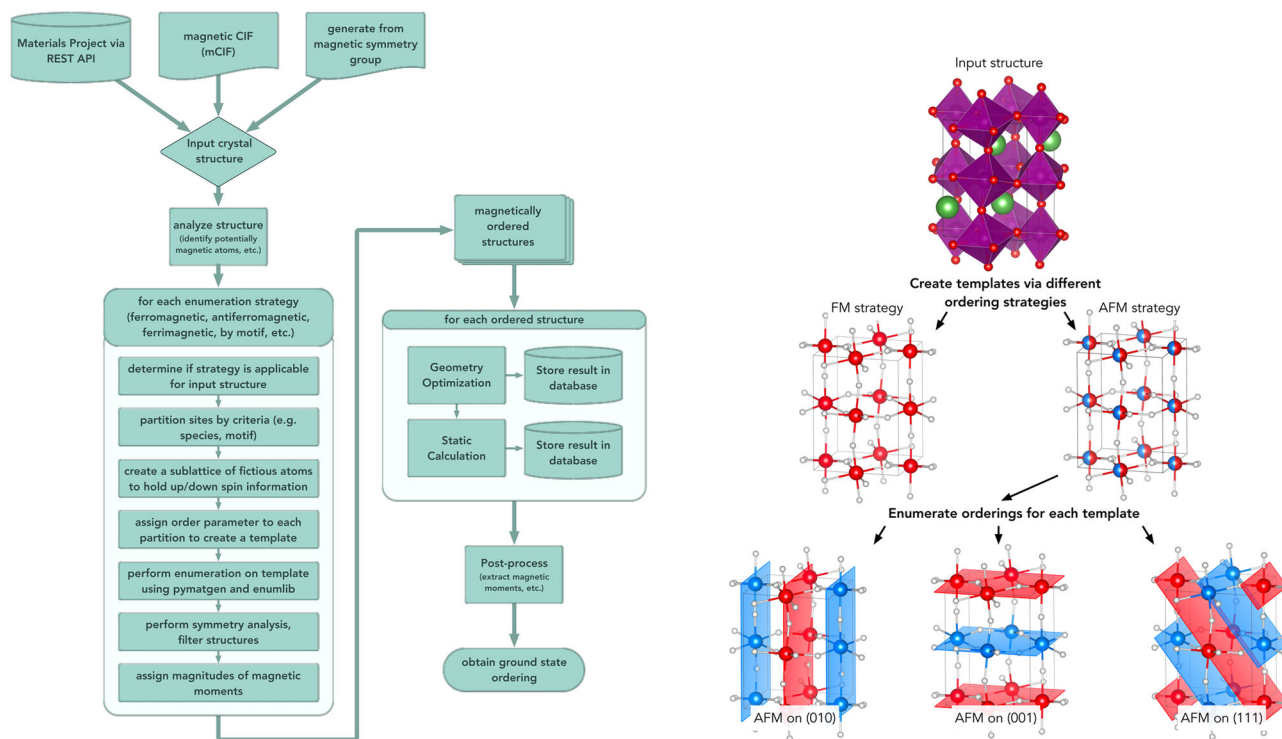 Materials Project via
REST API
magnetic CIF
(mCIF)
generate from
magnetic symmetry
group
Input crystal
structure
analyze structure
(identify potentially
magnetic atoms, etc.)
for each enumeration strategy
(ferromagnetic, antiferromagnetic,
ferrimagnetic, by motif, etc.)
determine if strategy is applicable
for input structure
partition sites by criteria (e.g.
species, motif)
create a sublattice of fictious atoms
to hold up/down spin information
assign order parameter to each
partition to create a template
perform enumeration on template
using pymatgen and enumlib
perform symmetry analysis,
filter structures
assign magnitudes of magnetic
moments
magnetically
ordered
structures
for each ordered structure
Geometry
Optimization
Store result in
database
Static
Calculation
Store result in
database
Post-process
(extract magnetic
moments, etc.)
obtain ground state
ordering
Input structure
Create templates via different
ordering strategies
FM strategy
AFM strategy
Enumerate orderings for each template
AFM on (010)
AFM on (001)
AFM on (111)